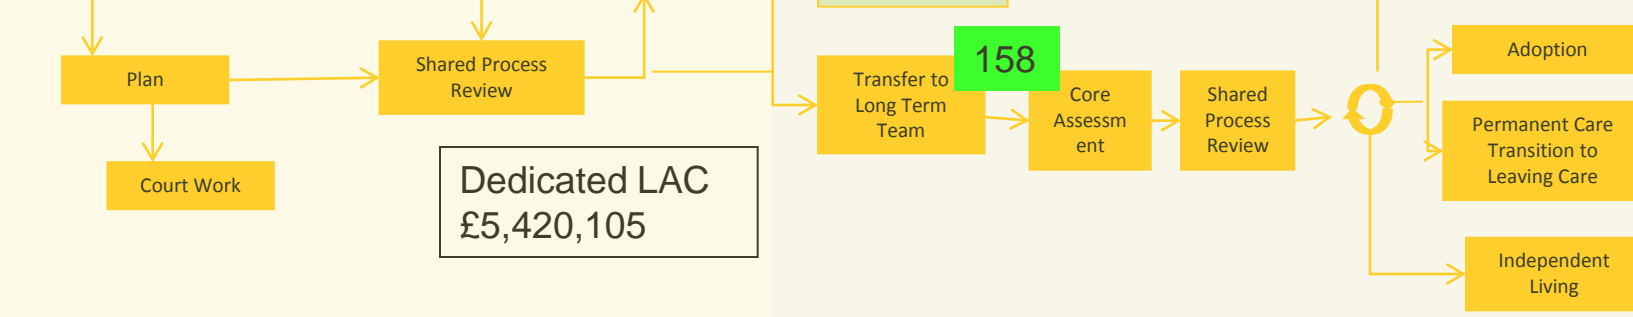 Plan
Shared Process
Review
Court Work
Dedicated LAC
£5,420,105
Transfer to
Long Term
Team
158
Core
Assessm
ent
Shared
Process
Review
Adoption
Permanent Care
Transition to
Leaving Care
Independent
Living